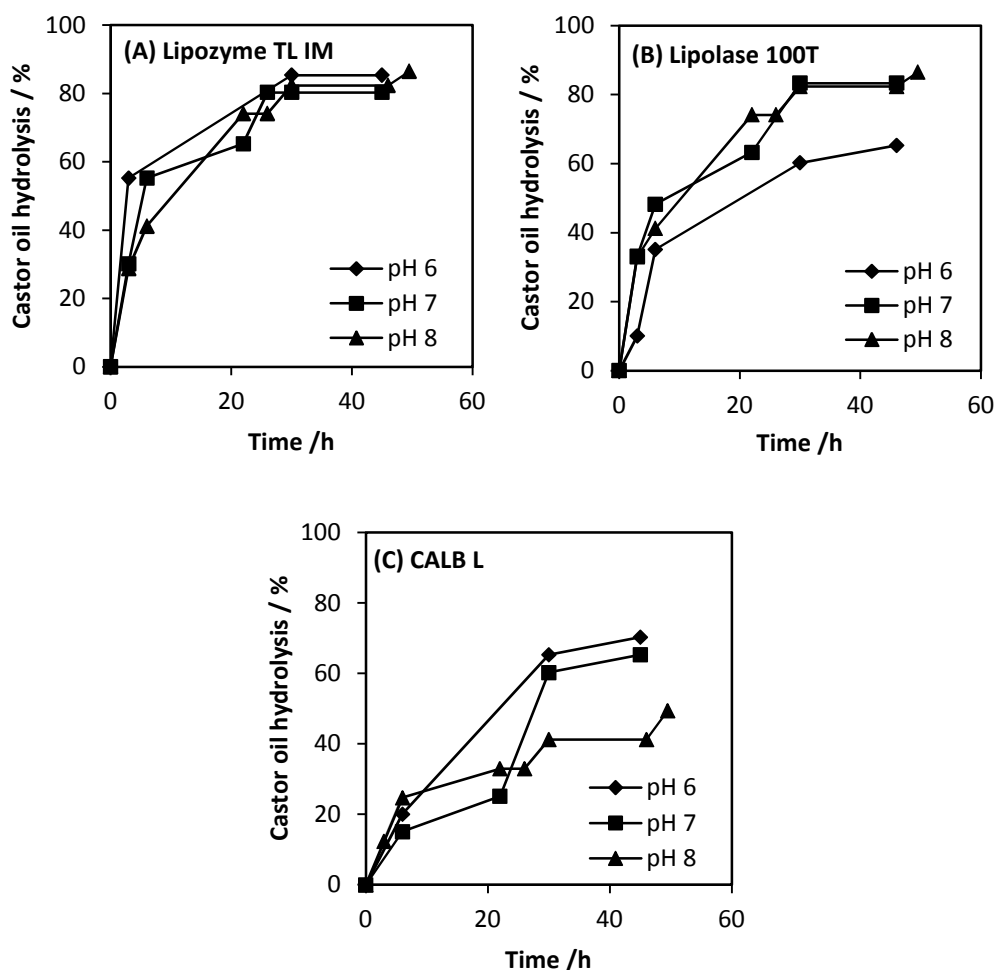 (A) Lipozyme TL IM
Castor oil hydrolysis / %
100
80
60
40
20
0
pH 6
pH 7
pH 8
0 20 40 60
Time /h
(B) Lipolase 100T
Castor oil hydrolysis / %
100
80
60
40
20
0
pH 6
pH 7
pH 8
0 20 40 60
Time /h
(C) CALB L
Castor oil hydrolysis / %
100
80
60
40
20
0
pH 6
pH 7
pH 8
0 20 40 60
Time /h